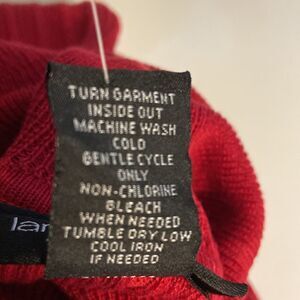 TURN GARMENT
INSIDE OUT
MACHINE WASH
COLD
GENTLE CYCLE
ONLY
NON-CHLORINE
BLEACH
WHEN NEEDED
TUMBLE DRY LOW
COOL IRON
IF NEEDED